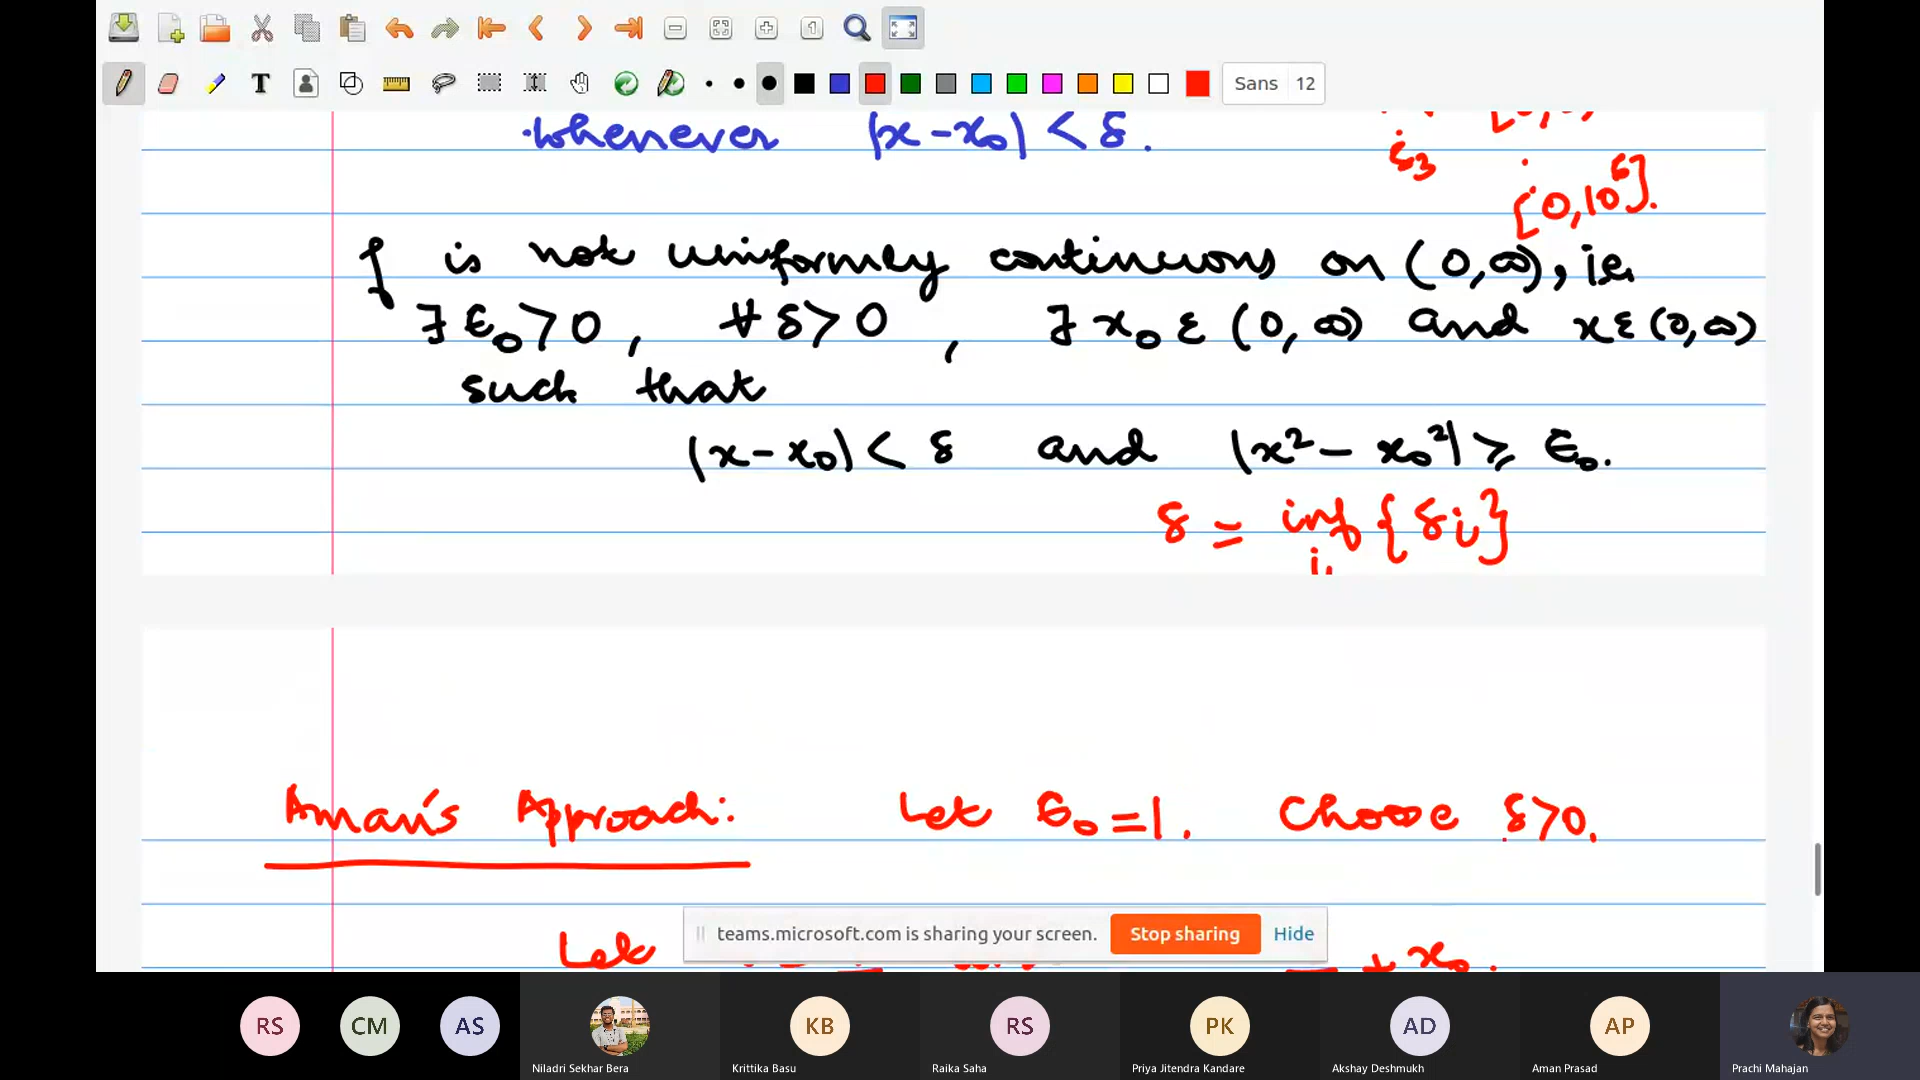 Sans 12
whenever |x-x₀| < δ.
δ₃
[0,10⁶].
f is not uniformly continuous on (0,∞), i.e.
∃ ε₀>0, ∀ δ>0, ∃ x₀ ∈ (0,∞) and x ∈ (0,∞)
such that
|x-x₀| < δ and |x²- x₀²| ≥ ε₀.
δ = inf {δi}
i
Aman's Approach: Let ε₀=1. Choose δ>0.
Let + x₀.
teams.microsoft.com is sharing your screen. Stop sharing Hide
RS CM AS KB RS PK AD AP
Niladri Sekhar Bera Krittika Basu Raika Saha Priya Jitendra Kandare Akshay Deshmukh Aman Prasad Prachi Mahajan